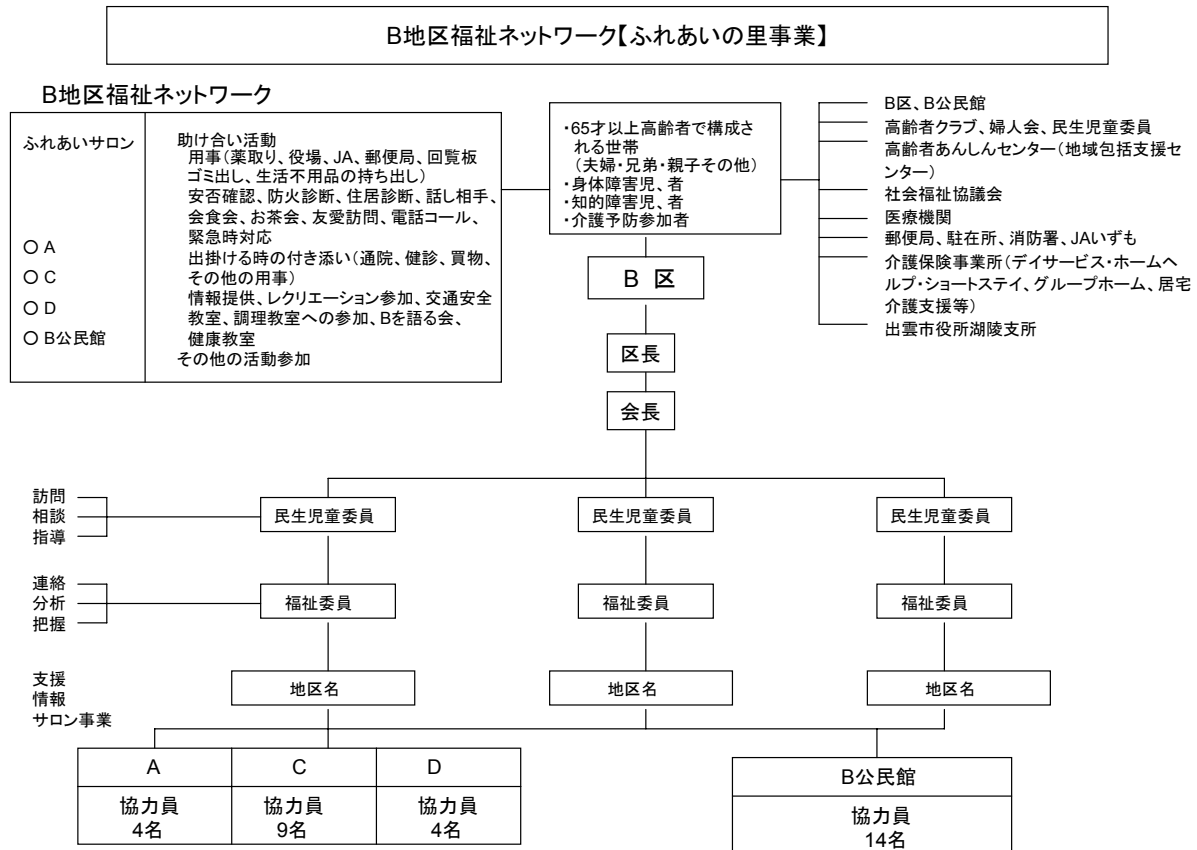 B地区福祉ネットワーク【ふれあいの里事業】
B地区福祉ネットワーク
ふれあいサロン
○ A
○ C
○ D
○ B公民館
助け合い活動
用事(薬取り、役場、JA、郵便局、回覧板
ゴミ出し、生活不用品の持ち出し)
安否確認、防火診断、住居診断、話し相手、
会食会、お茶会、友愛訪問、電話コール、
緊急時対応
出掛ける時の付き添い(通院、健診、買物、
その他の用事)
情報提供、レクリエーション参加、交通安全
教室、調理教室への参加、Bを語る会、
健康教室
その他の活動参加
・65才以上高齢者で構成さ
れる世帯
(夫婦・兄弟・親子その他)
・身体障害児、者
・知的障害児、者
・介護予防参加者
B区、B公民館
高齢者クラブ、婦人会、民生児童委員
高齢者あんしんセンター(地域包括支援セ
ンター)
社会福祉協議会
医療機関
郵便局、駐在所、消防署、JAいずも
介護保険事業所(デイサービス・ホームヘ
ルプ・ショートステイ、グループホーム、居宅
介護支援等)
出雲市役所湖陵支所
B 区
区長
会長
訪問
相談
指導
民生児童委員
民生児童委員
民生児童委員
連絡
分析
把握
福祉委員
福祉委員
福祉委員
支援
情報
サロン事業
地区名
地区名
地区名
A
協力員
4名
C
協力員
9名
D
協力員
4名
B公民館
協力員
14名